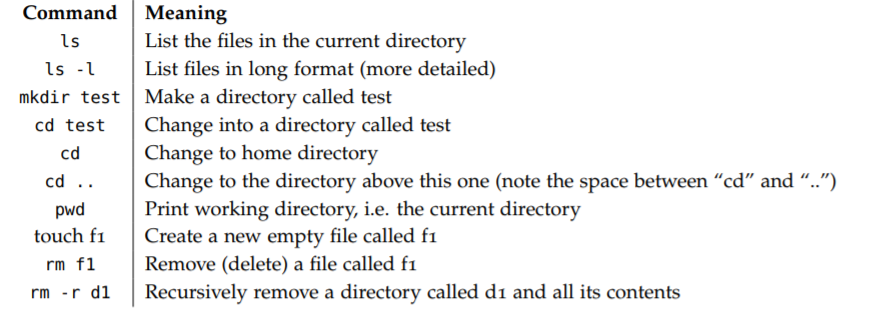 Command Meaning
ls List the files in the current directory
ls -l List files in long format (more detailed)
mkdir test Make a directory called test
cd test Change into a directory called test
cd Change to home directory
cd .. Change to the directory above this one (note the space between “cd” and “..”)
pwd Print working directory, i.e. the current directory
touch f1 Create a new empty file called f1
rm f1 Remove (delete) a file called f1
rm -r d1 Recursively remove a directory called d1 and all its contents